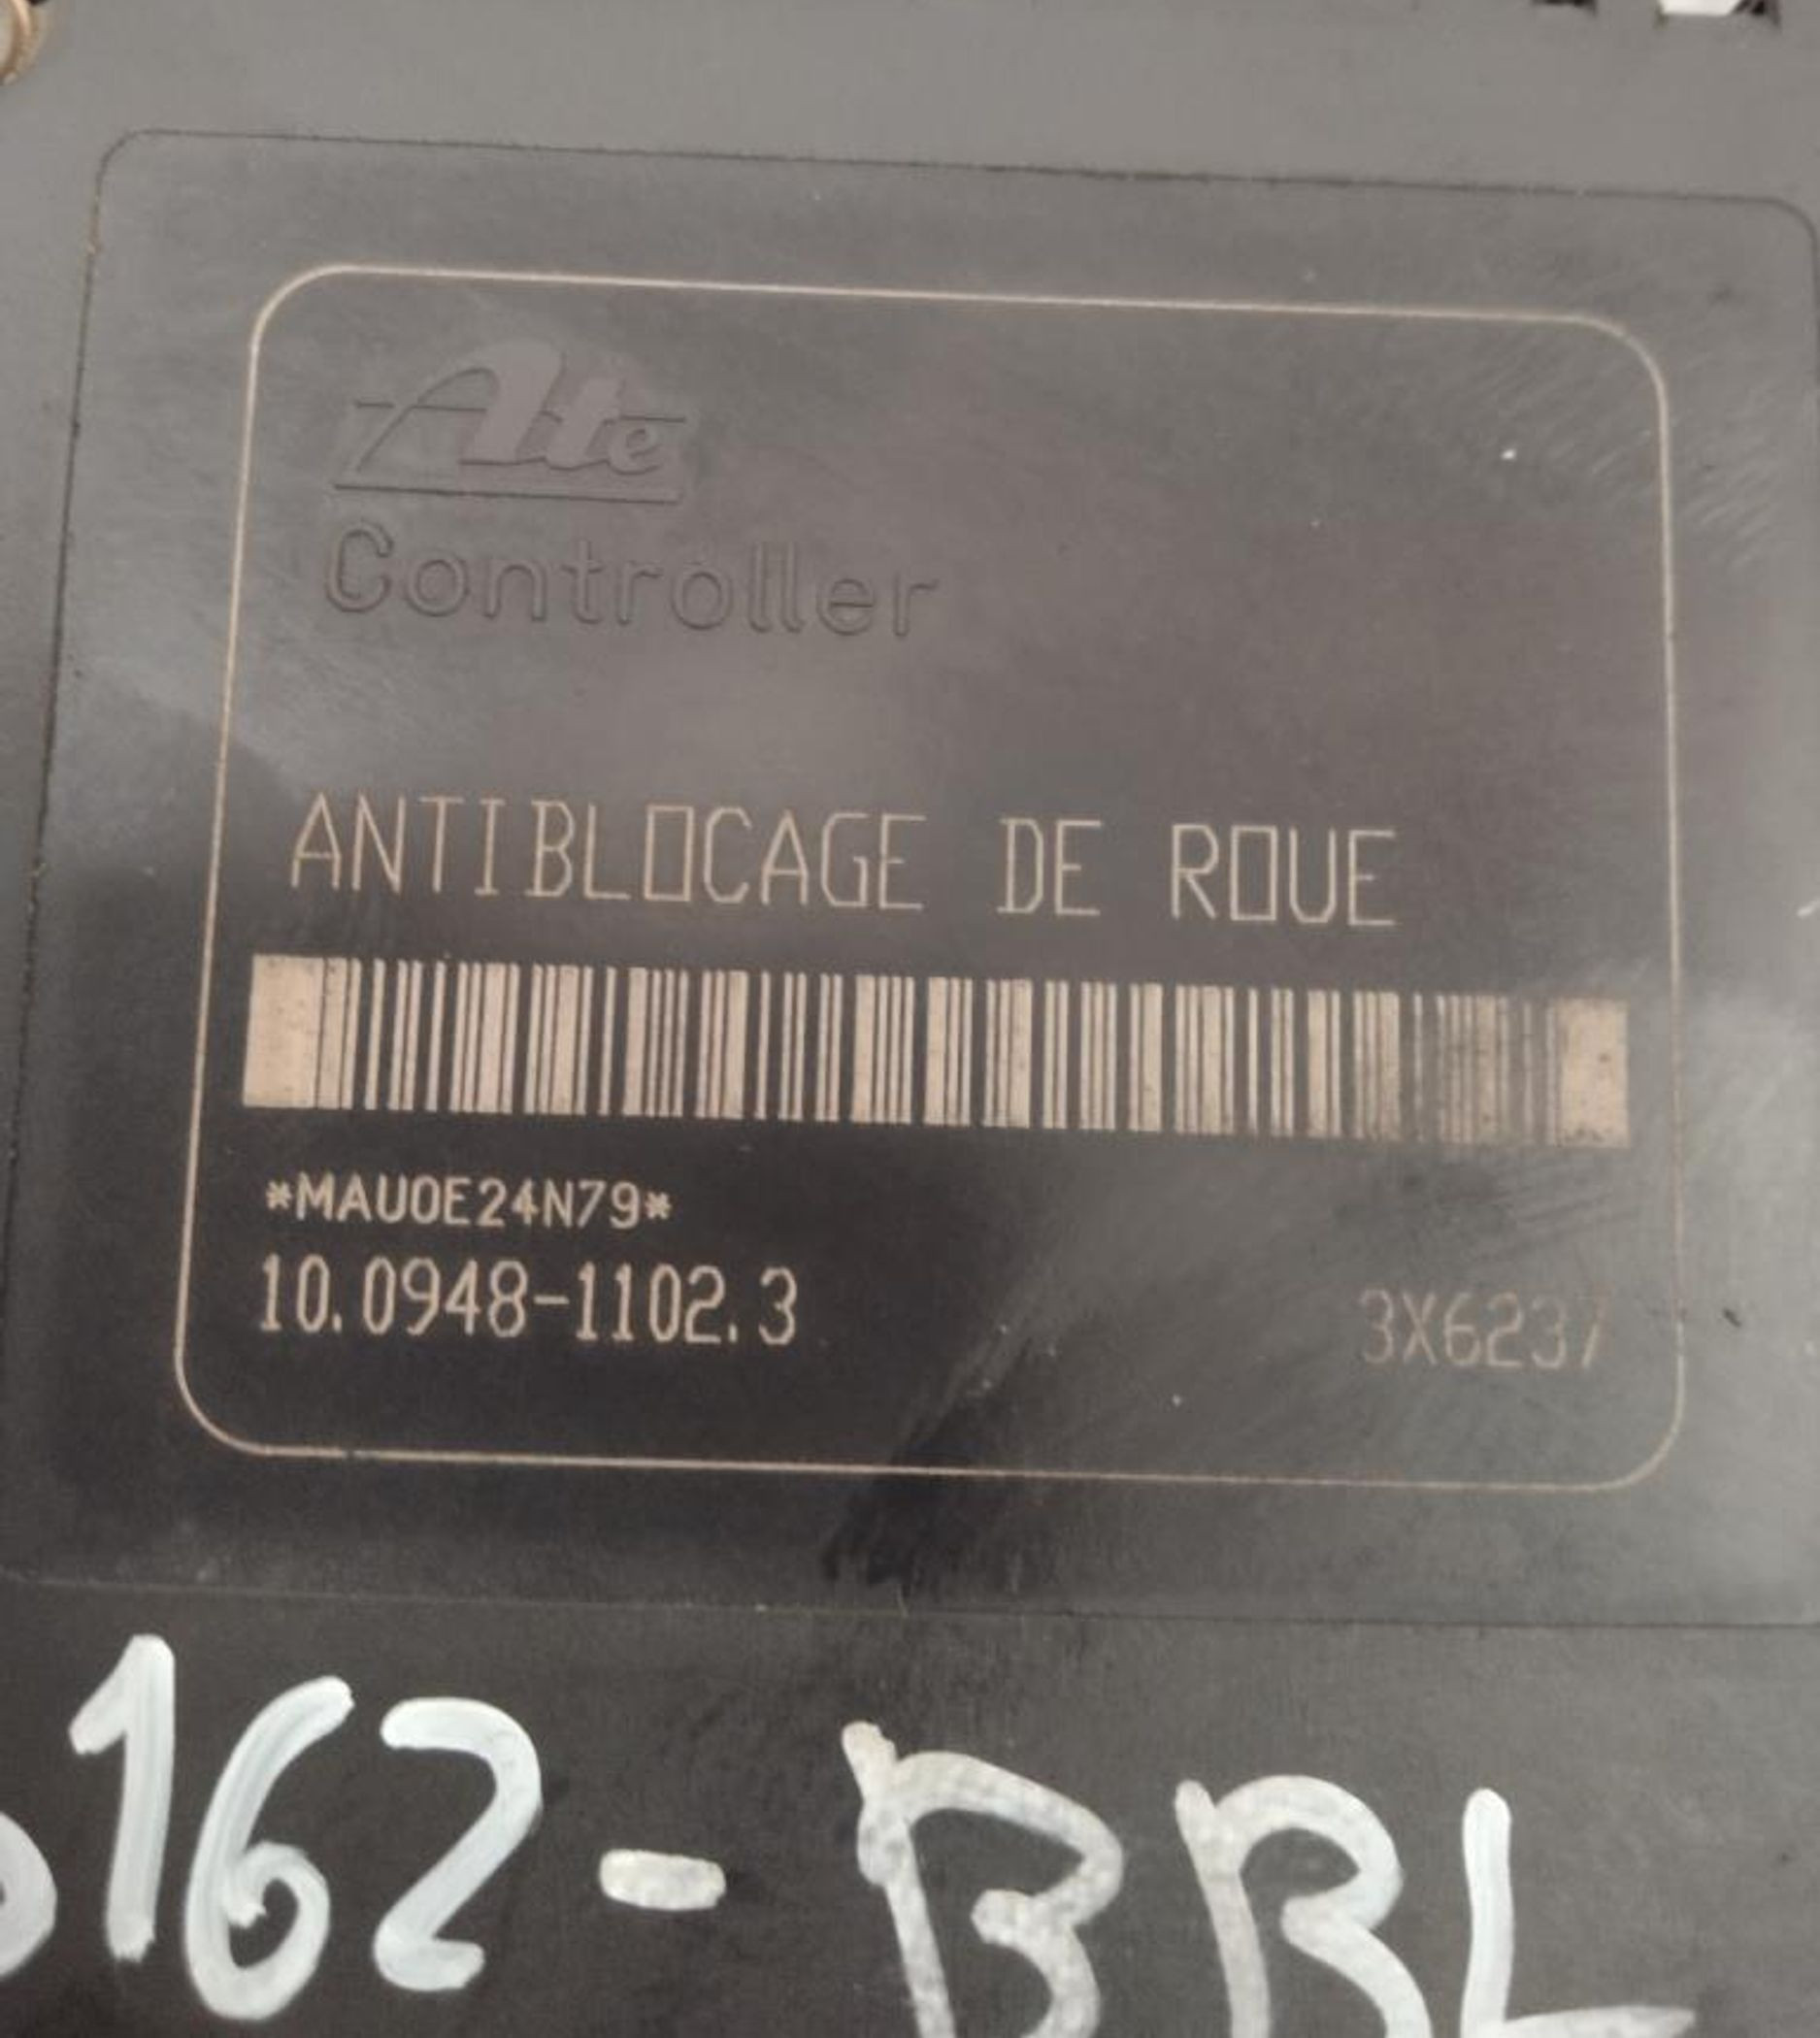 Ate
Controller
ANTIBLOCAGE DE ROUE
*MAU0E24N79*
10.0948-1102.3 3X6237
162-BBL